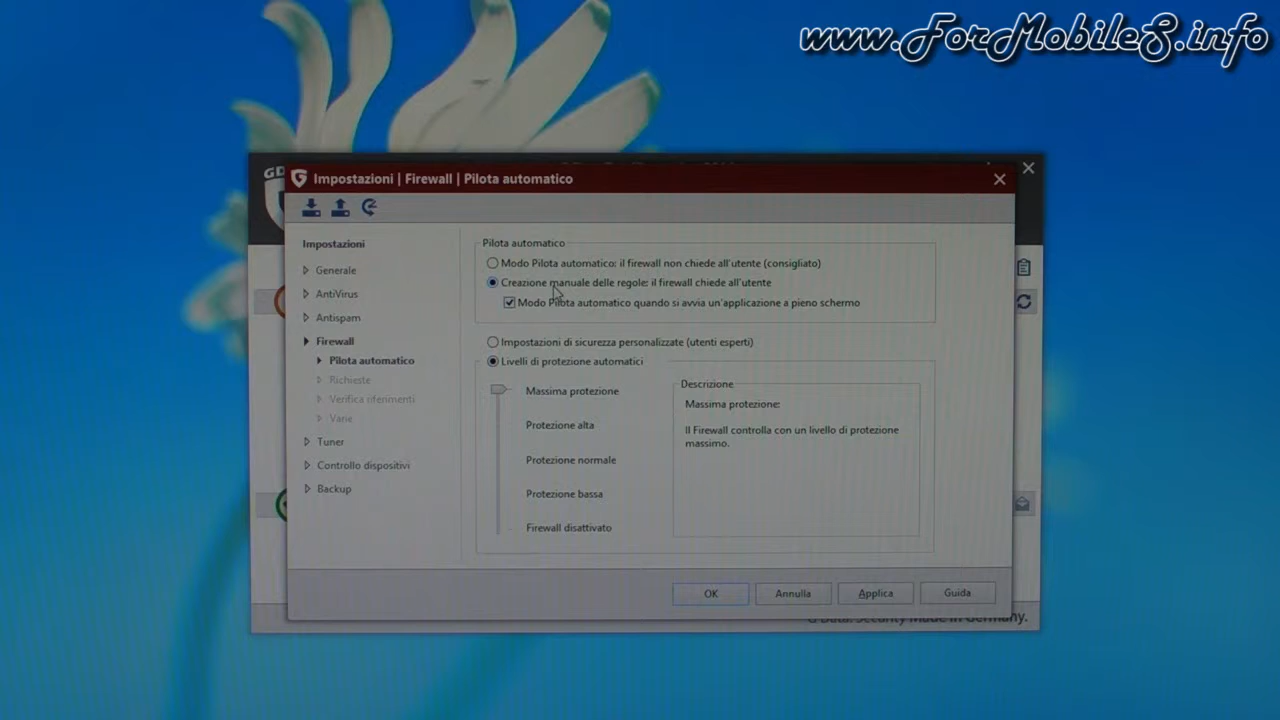 www.ForMobileS.info
GD
Impostazioni | Firewall | Pilota automatico
Impostazioni
Generale
AntiVirus
Antispam
Firewall
Pilota automatico
Richieste
Verifica riferimenti
Varie
Tuner
Controllo dispositivi
Backup
Pilota automatico
Modo Pilota automatico: il firewall non chiede all'utente (consigliato)
Creazione manuale delle regole: il firewall chiede all'utente
Modo Pilota automatico quando si avvia un'applicazione a pieno schermo
Impostazioni di sicurezza personalizzate (utenti esperti)
Livelli di protezione automatici
Massima protezione
Protezione alta
Protezione normale
Protezione bassa
Firewall disattivato
Descrizione
Massima protezione:
Il Firewall controlla con un livello di protezione
massimo.
OK
Annulla
Applica
Guida
G Data. Security Made in Germany.